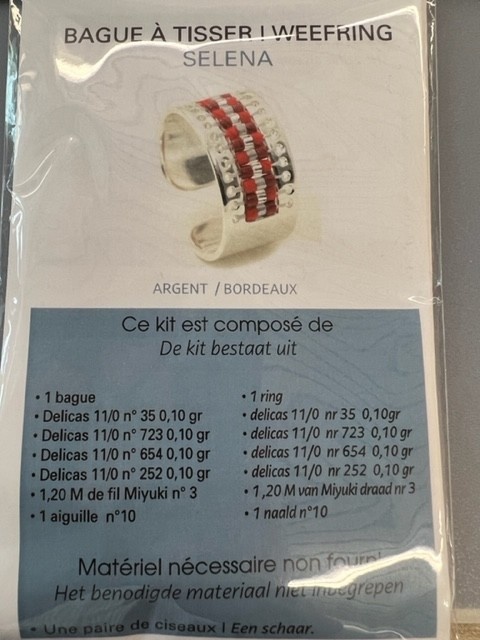 BAGUE À TISSER | WEEFRING
SELENA
ARGENT / BORDEAUX
Ce kit est composé de
De kit bestaat uit
• 1 bague
• Delicas 11/0 n° 35 0,10 gr
• Delicas 11/0 n° 723 0,10 gr
• Delicas 11/0 n° 654 0,10 gr
• Delicas 11/0 n° 252 0,10 gr
• 1,20 M de fil Miyuki n° 3
• 1 aiguille n°10
• 1 ring
• delicas 11/0 nr 35 0,10gr
• delicas 11/0 nr 723 0,10 gr
• delicas 11/0 nr 654 0,10 gr
• delicas 11/0 nr 252 0,10 gr
• 1,20 M van Miyuki draad nr 3
• 1 naald n°10
Matériel nécessaire non fourni
Het benodigde materiaal niet inbegrepen
• Une paire de ciseaux | Een schaar.